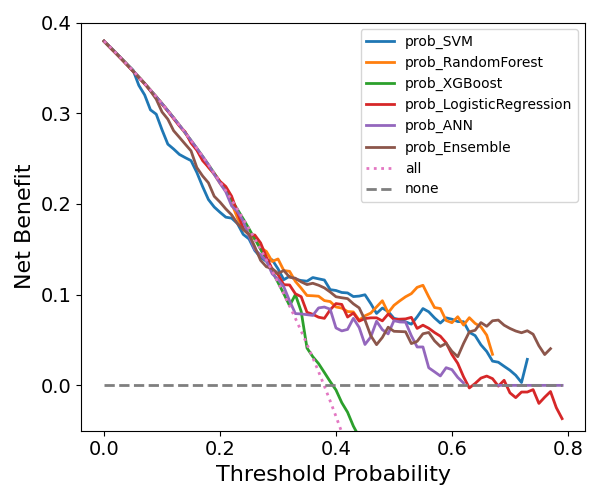 0.4
0.3
0.2
0.1
0.0
Net Benefit
prob_SVM
prob_RandomForest
prob_XGBoost
prob_LogisticRegression
prob_ANN
prob_Ensemble
all
none
0.0 0.2 0.4 0.6 0.8
Threshold Probability